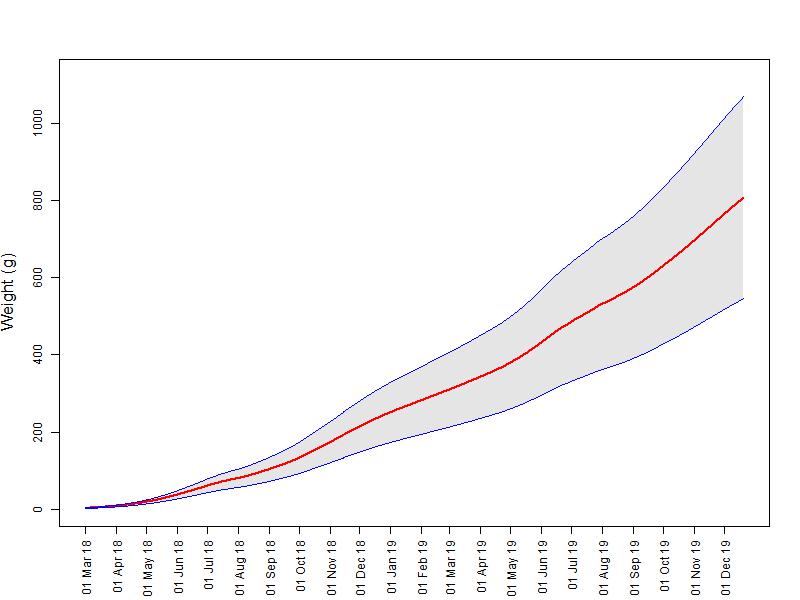 Weight (g)
1000
800
600
400
200
0
01 Mar 18
01 Apr 18
01 May 18
01 Jun 18
01 Jul 18
01 Aug 18
01 Sep 18
01 Oct 18
01 Nov 18
01 Dec 18
01 Jan 19
01 Feb 19
01 Mar 19
01 Apr 19
01 May 19
01 Jun 19
01 Jul 19
01 Aug 19
01 Sep 19
01 Oct 19
01 Nov 19
01 Dec 19